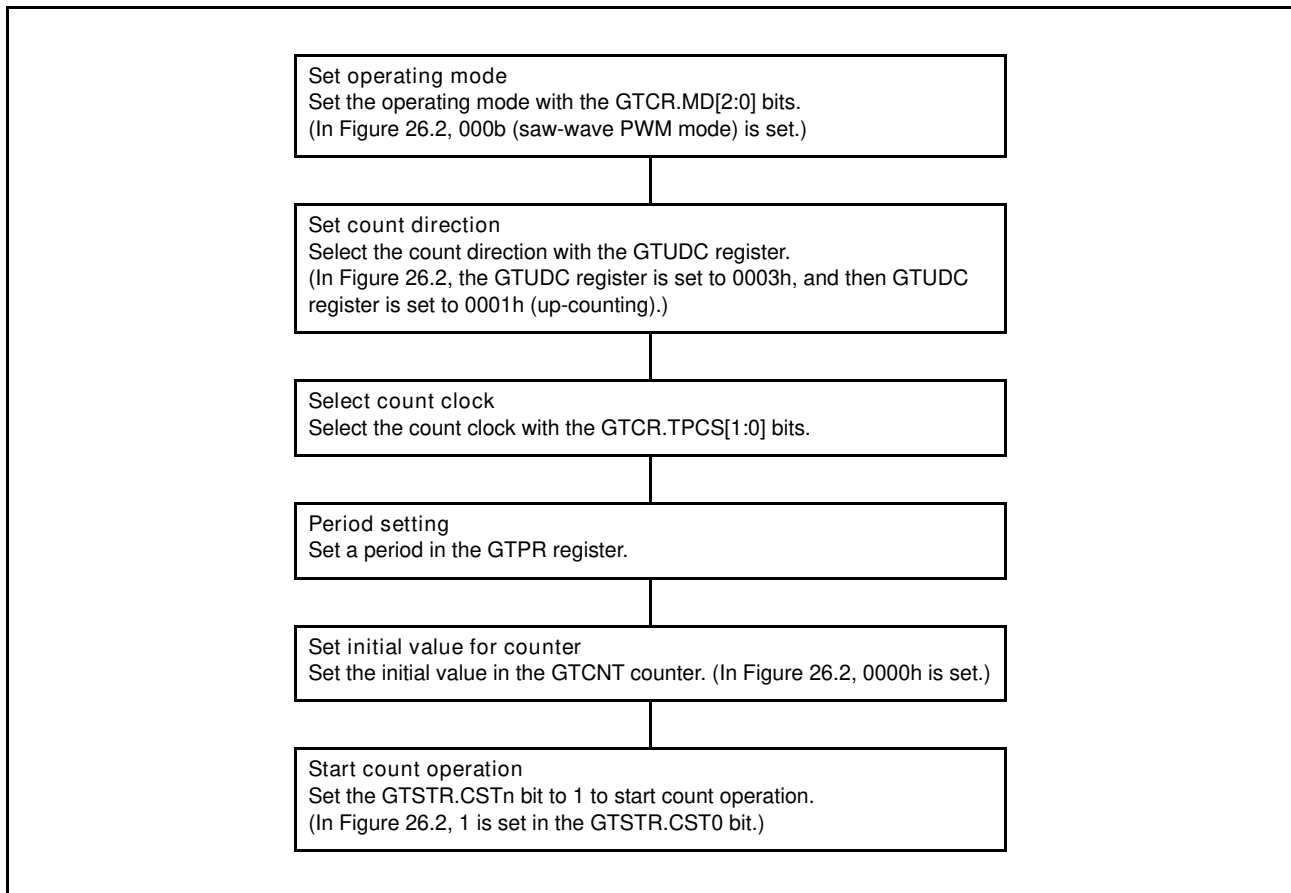 Set operating mode
Set the operating mode with the GTCR.MD[2:0] bits.
(In Figure 26.2, 000b (saw-wave PWM mode) is set.)
Set count direction
Select the count direction with the GTUDC register.
(In Figure 26.2, the GTUDC register is set to 0003h, and then GTUDC
register is set to 0001h (up-counting).)
Select count clock
Select the count clock with the GTCR.TPCS[1:0] bits.
Period setting
Set a period in the GTPR register.
Set initial value for counter
Set the initial value in the GTCNT counter. (In Figure 26.2, 0000h is set.)
Start count operation
Set the GTSTR.CSTn bit to 1 to start count operation.
(In Figure 26.2, 1 is set in the GTSTR.CST0 bit.)